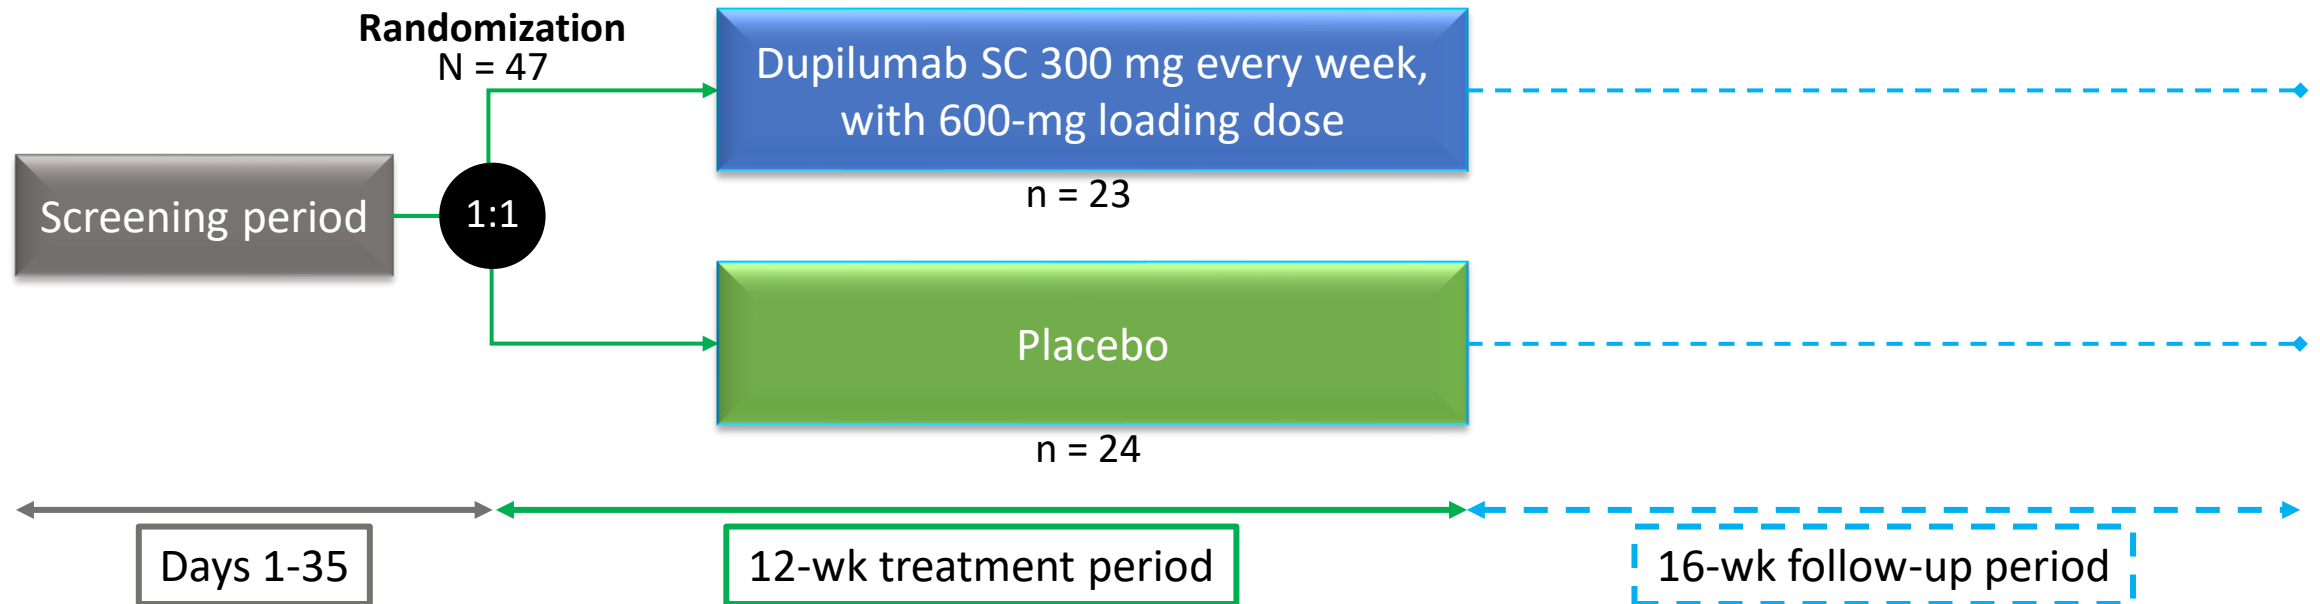 Randomization
N = 47
Dupilumab SC 300 mg every week,
with 600-mg loading dose
n = 23
Screening period
1:1
Placebo
n = 24
Days 1-35
12-wk treatment period
16-wk follow-up period